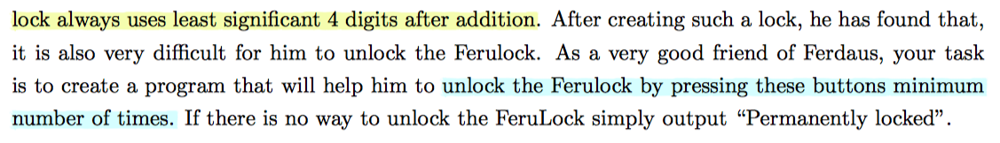 lock always uses least significant 4 digits after addition. After creating such a lock, he has found that,
it is also very difficult for him to unlock the Ferulock. As a very good friend of Ferdaus, your task
is to create a program that will help him to unlock the Ferulock by pressing these buttons minimum
number of times. If there is no way to unlock the FeruLock simply output “Permanently locked”.